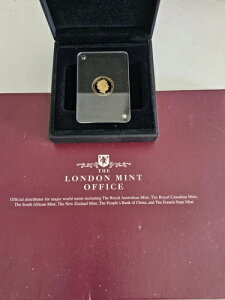 THE
LONDON MINT
OFFICE
Official distributor for major world mints including The Royal Australian Mint, The Royal Canadian Mint,
The South African Mint, The New Zealand Mint, The People's Bank of China and The French State Mint